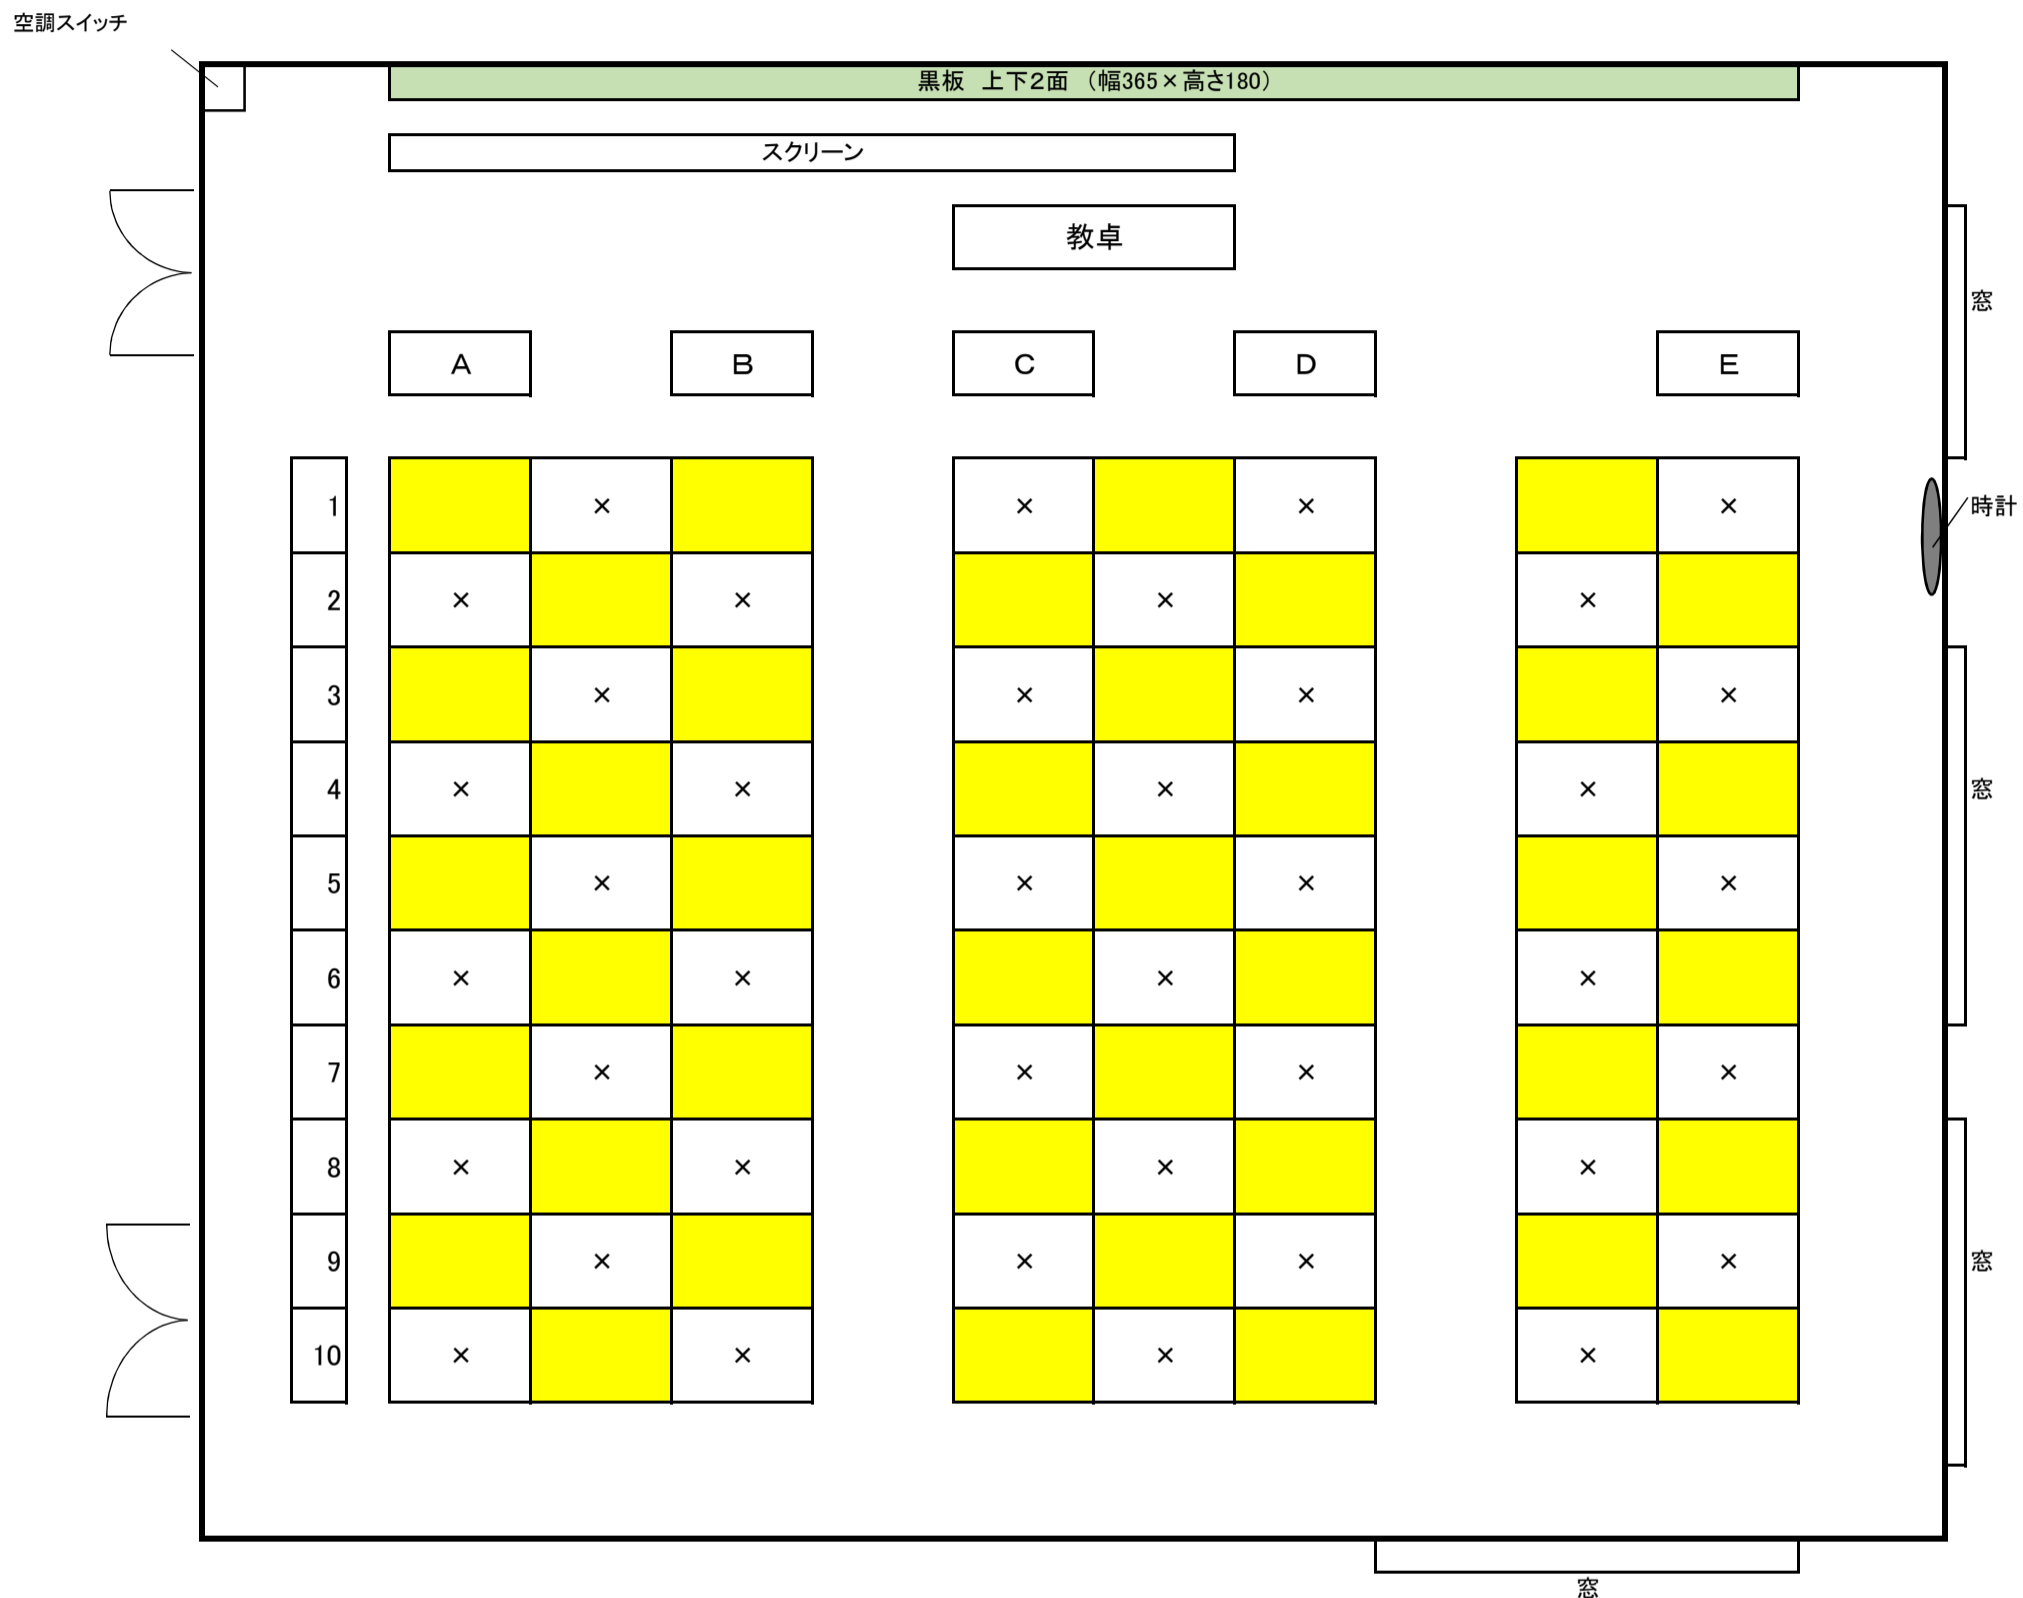 空調スイッチ
黒板　上下２面　（幅365×高さ180）
スクリーン
教卓
窓
A B C D E
1 × × × ×
時計
2 × × × ×
3 × × × ×
4 × × × ×
窓
5 × × × ×
6 × × × ×
7 × × × ×
8 × × × ×
9 × × × ×
窓
10 × × × ×
窓